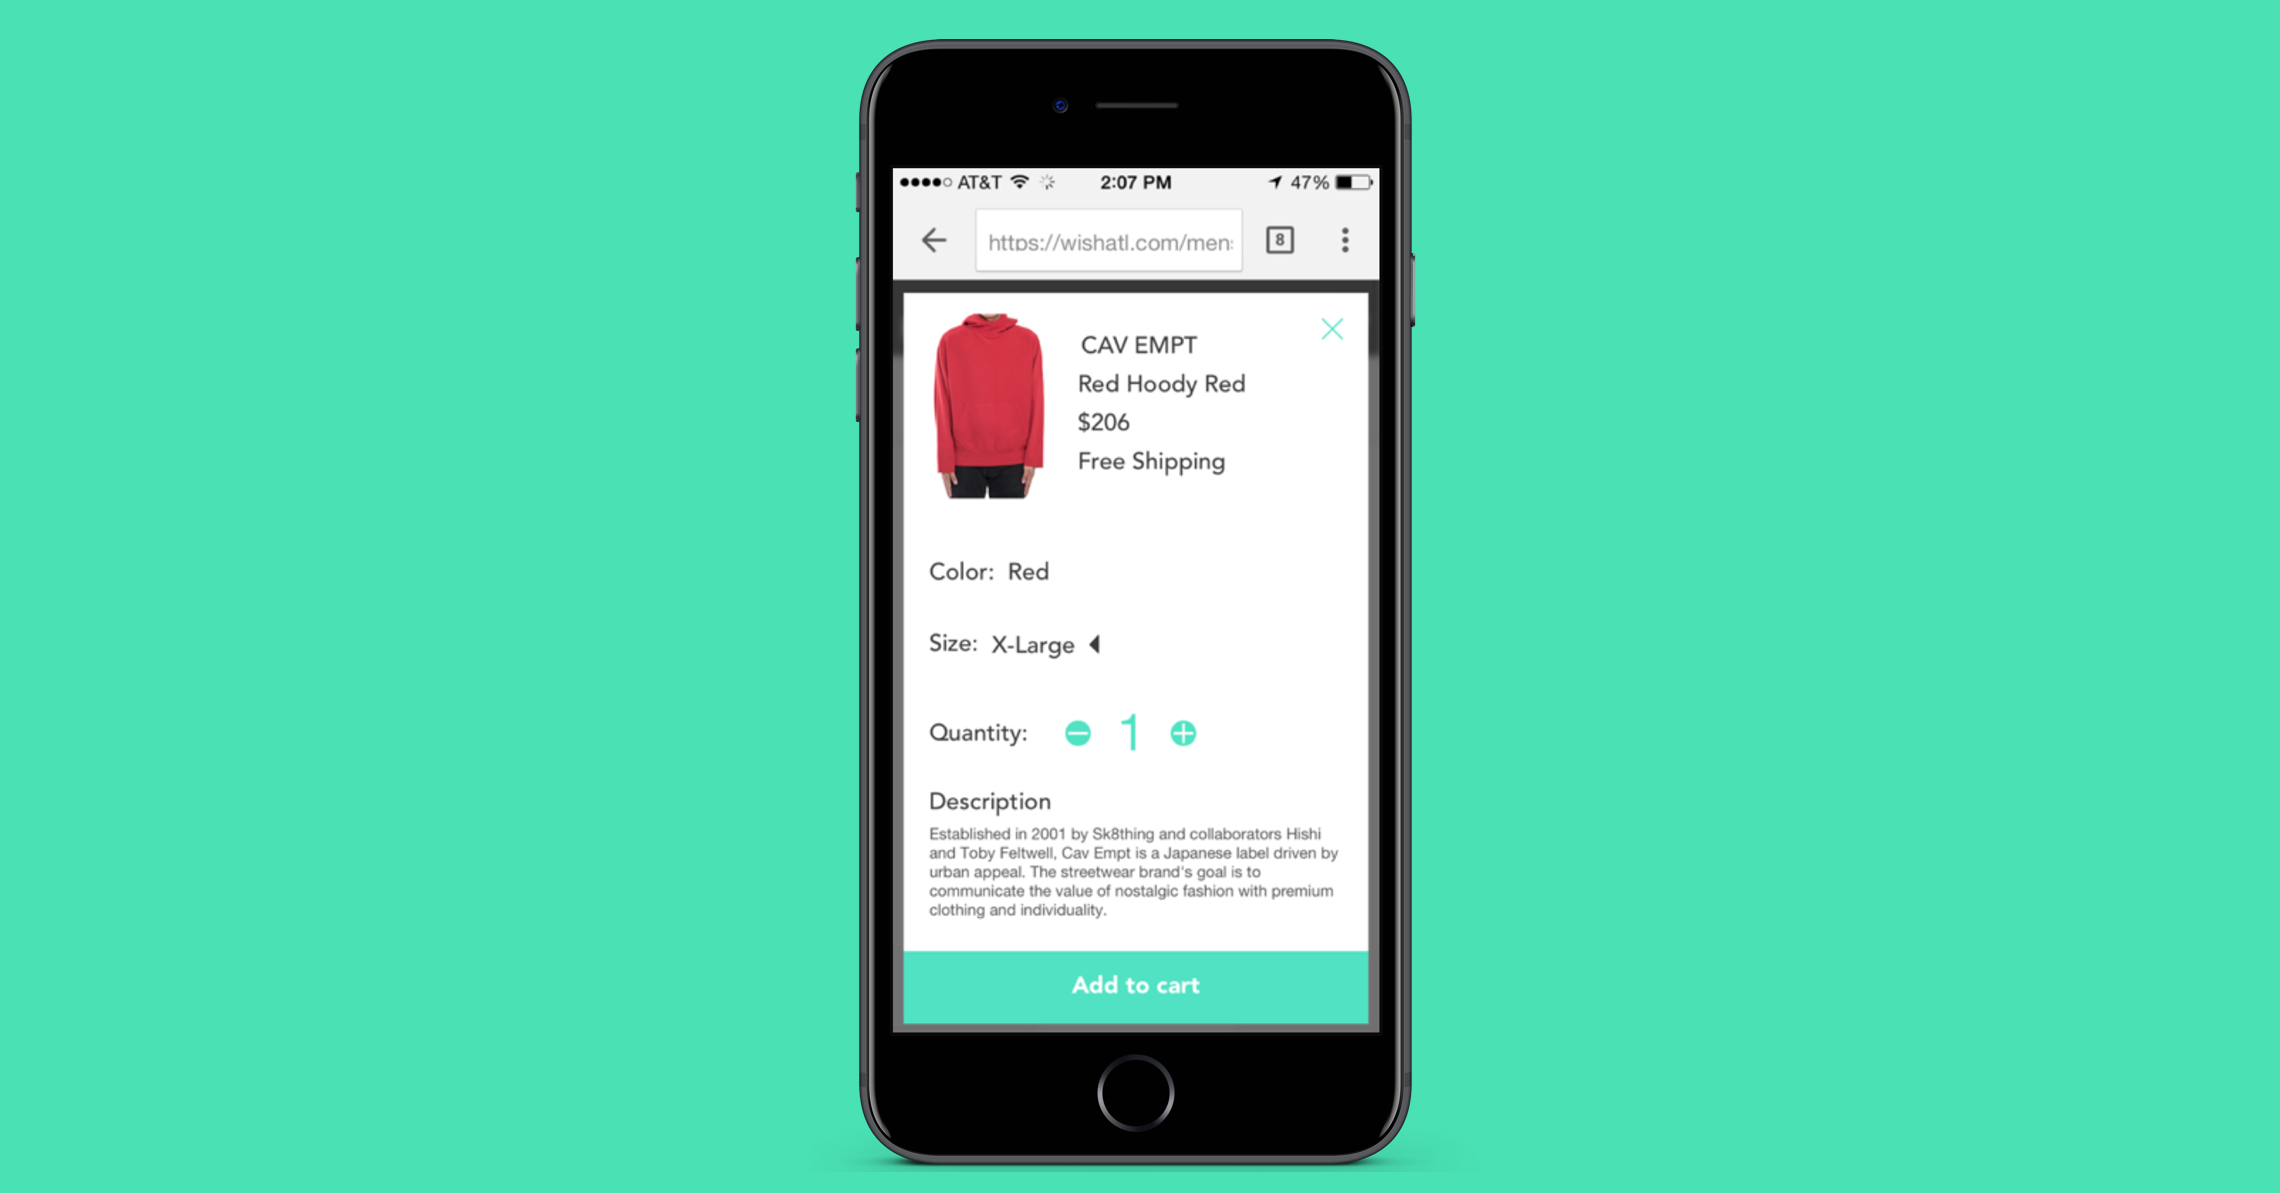 AT&T 2:07 PM 47%
https://wishatl.com/mens 8
CAV EMPT
Red Hoody Red
$206
Free Shipping
Color: Red
Size: X-Large
Quantity: 1
Description
Established in 2001 by Sk8thing and collaborators Hishi
and Toby Feltwell, Cav Empt is a Japanese label driven by
urban appeal. The streetwear brand's goal is to
communicate the value of nostalgic fashion with premium
clothing and individuality.
Add to cart